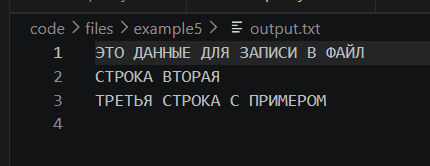 code > files > example5 > output.txt
1 ЭТО ДАННЫЕ ДЛЯ ЗАПИСИ В ФАЙЛ
2 СТРОКА ВТОРАЯ
3 ТРЕТЬЯ СТРОКА С ПРИМЕРОМ
4